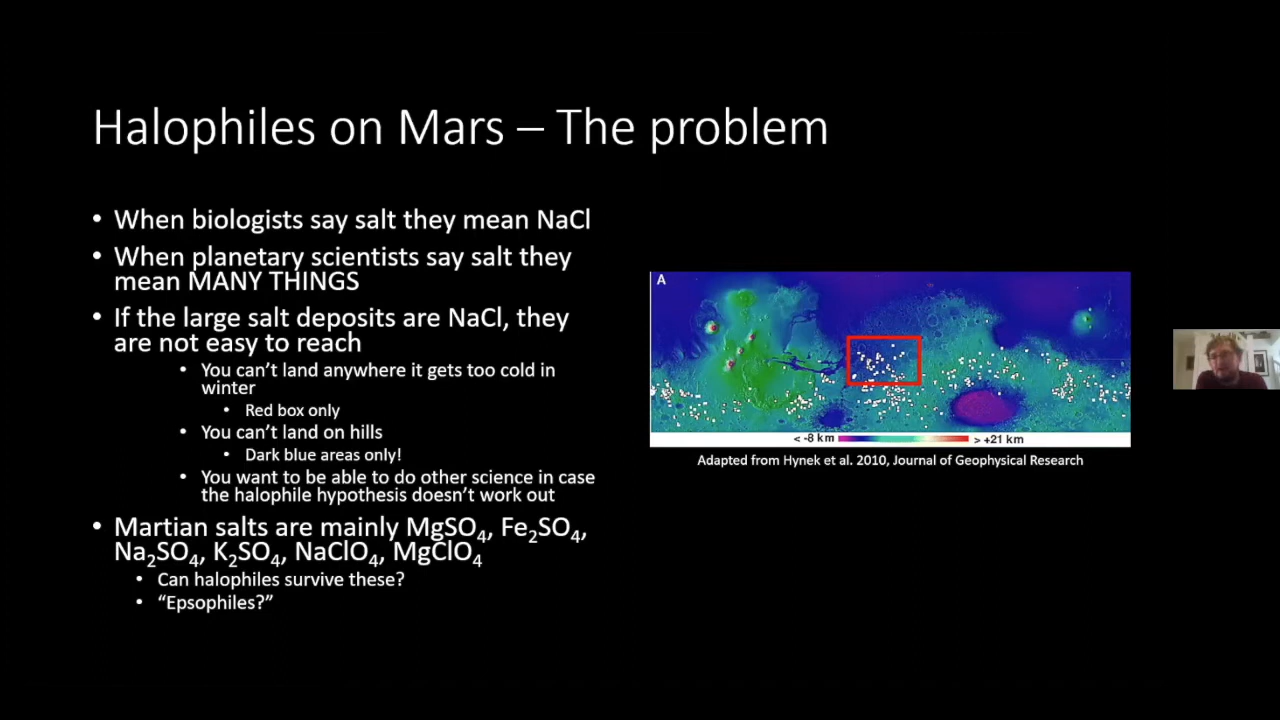 Halophiles on Mars – The problem
• When biologists say salt they mean NaCl
• When planetary scientists say salt they
mean MANY THINGS
• If the large salt deposits are NaCl, they
are not easy to reach
• You can’t land anywhere it gets too cold in
winter
• Red box only
• You can’t land on hills
• Dark blue areas only!
• You want to be able to do other science in case
the halophile hypothesis doesn’t work out
• Martian salts are mainly MgSO₄, Fe₂SO₄,
Na₂SO₄, K₂SO₄, NaClO₄, MgClO₄
• Can halophiles survive these?
• “Epsophiles?”
A
< -8 km > +21 km
Adapted from Hynek et al. 2010, Journal of Geophysical Research